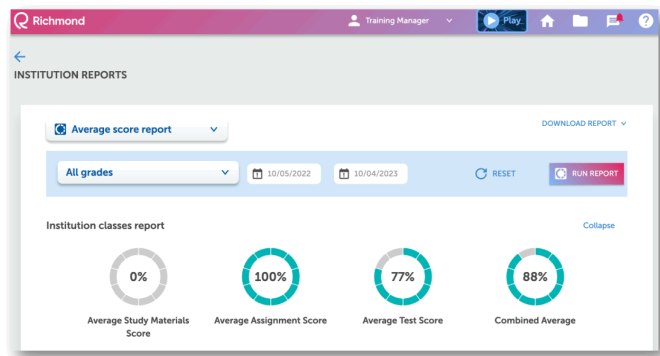 Richmond
Training Manager
Play
?
INSTITUTION REPORTS
Average score report
DOWNLOAD REPORT
All grades
10/05/2022
10/04/2023
RESET
RUN REPORT
Institution classes report
Collapse
0%
100%
77%
88%
Average Study Materials
Score
Average Assignment Score
Average Test Score
Combined Average